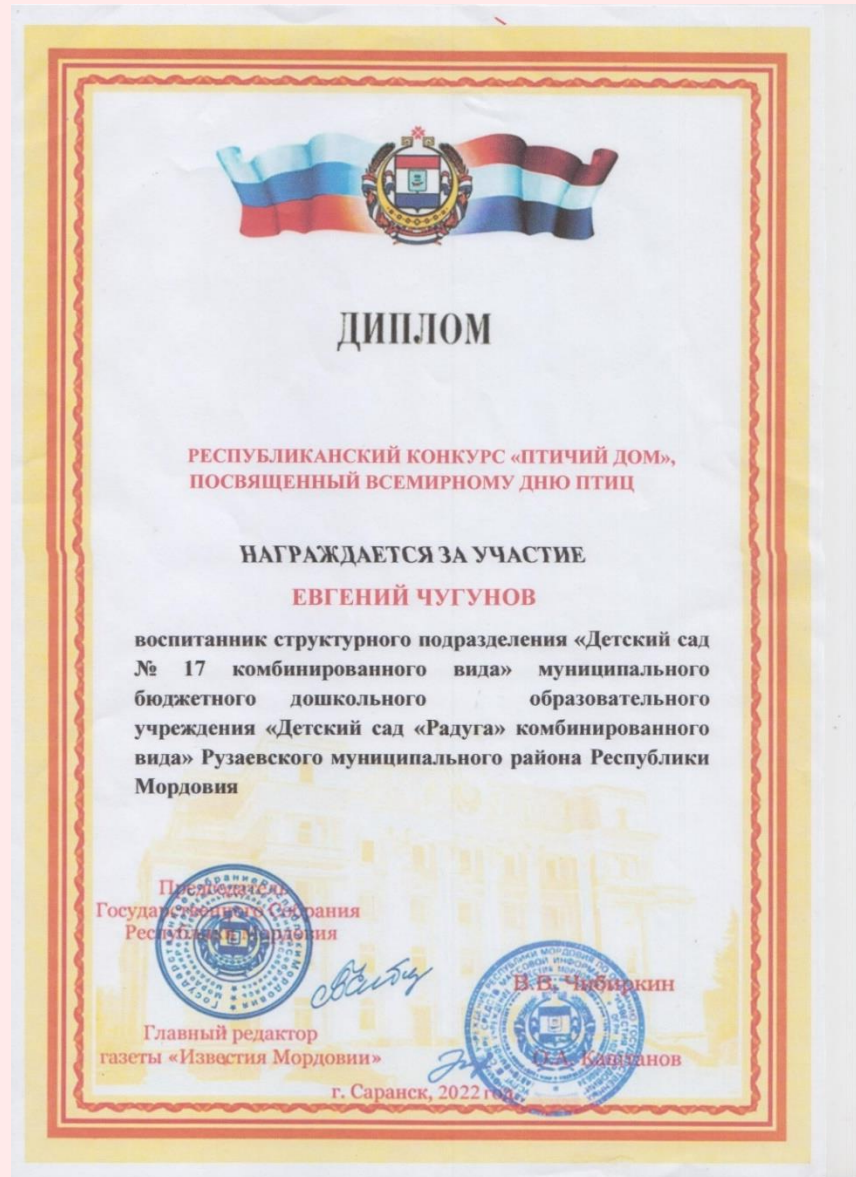 ДИПЛОМ
РЕСПУБЛИКАНСКИЙ КОНКУРС «ПТИЧИЙ ДОМ»,
ПОСВЯЩЕННЫЙ ВСЕМИРНОМУ ДНЮ ПТИЦ
НАГРАЖДАЕТСЯ ЗА УЧАСТИЕ
ЕВГЕНИЙ ЧУГУНОВ
воспитанник структурного подразделения «Детский сад
№ 17 комбинированного вида» муниципального
бюджетного дошкольного образовательного
учреждения «Детский сад «Радуга» комбинированного
вида» Рузаевского муниципального района Республики
Мордовия
Председатель
Государственного Собрания
Республики Мордовия
В.В. Чибиркин
Главный редактор
газеты «Известия Мордовии»
г. Саранск, 2022 год